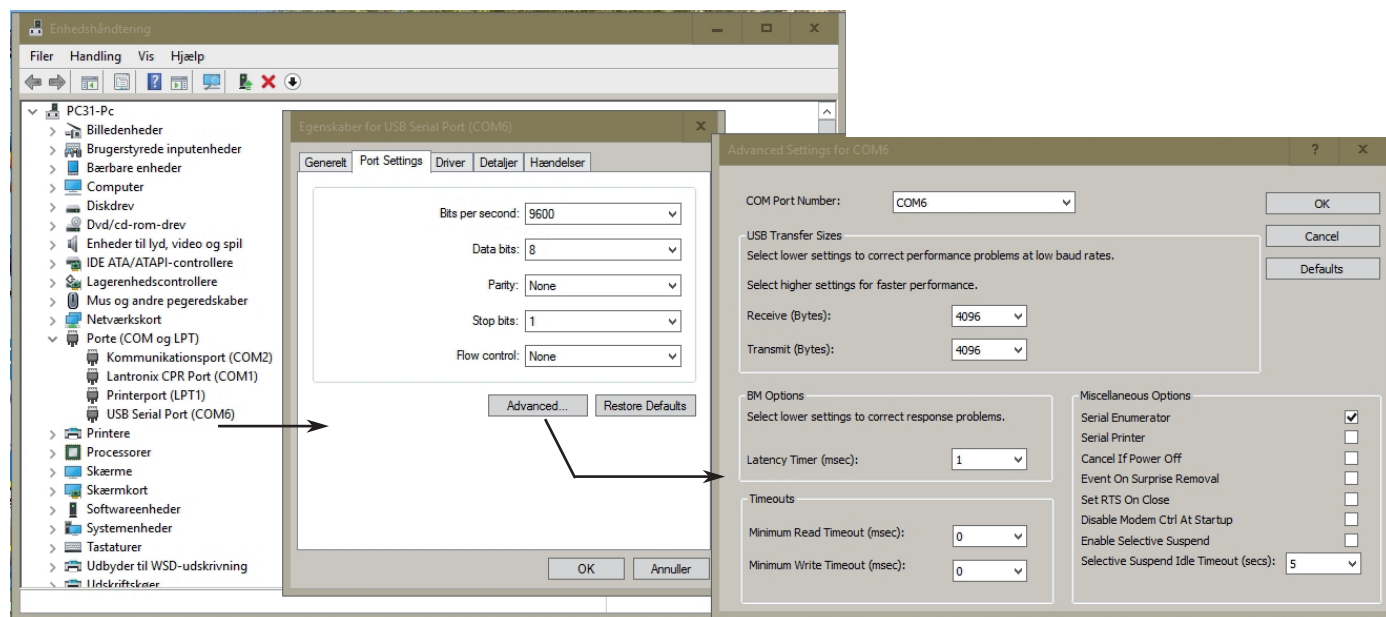 Enhedshåndtering
Filer Handling Vis Hjælp
PC31-Pc
Billedenheder
Brugerstyrede inputenheder
Bærbare enheder
Computer
Diskdrev
Dvd/cd-rom-drev
Enheder til lyd, video og spil
IDE ATA/ATAPI-controllere
Lagerenhedscontrollere
Mus og andre pegeredskaber
Netværkskort
Porte (COM og LPT)
Kommunikationsport (COM2)
Lantronix CPR Port (COM1)
Printerport (LPT1)
USB Serial Port (COM6)
Printere
Processorer
Skærme
Skærmkort
Softwareenheder
Systemenheder
Tastaturer
Udbyder til WSD-udskrivning
Udskriftskøer
Egenskaber for USB Serial Port (COM6)
Generelt Port Settings Driver Detaljer Hændelser
Bits per second: 9600
Data bits: 8
Parity: None
Stop bits: 1
Flow control: None
Advanced... Restore Defaults
OK Annuller
Advanced Settings for COM6
COM Port Number: COM6
OK
Cancel
Defaults
USB Transfer Sizes
Select lower settings to correct performance problems at low baud rates.
Select higher settings for faster performance.
Receive (Bytes): 4096
Transmit (Bytes): 4096
BM Options
Select lower settings to correct response problems.
Latency Timer (msec): 1
Timeouts
Minimum Read Timeout (msec): 0
Minimum Write Timeout (msec): 0
Miscellaneous Options
Serial Enumerator
Serial Printer
Cancel If Power Off
Event On Surprise Removal
Set RTS On Close
Disable Modem Ctrl At Startup
Enable Selective Suspend
Selective Suspend Idle Timeout (secs): 5